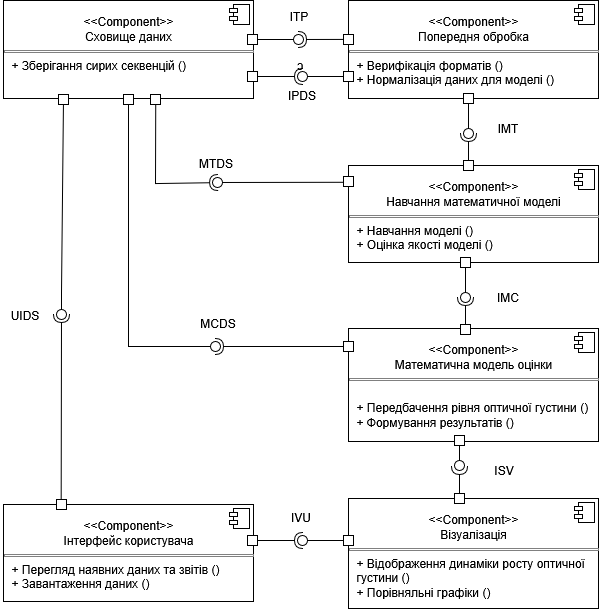 <<Component>>
Сховище даних
+ Зберігання сирих секвенцій ()
ITP
IPDS
<<Component>>
Попередня обробка
+ Верифікація форматів ()
+ Нормалізація даних для моделі ()
IMT
MTDS
<<Component>>
Навчання математичної моделі
+ Навчання моделі ()
+ Оцінка якості моделі ()
IMC
UIDS
MCDS
<<Component>>
Математична модель оцінки
+ Передбачення рівня оптичної густини ()
+ Формування результатів ()
ISV
<<Component>>
Інтерфейс користувача
+ Перегляд наявних даних та звітів ()
+ Завантаження даних ()
IVU
<<Component>>
Візуалізація
+ Відображення динаміки росту оптичної
густини ()
+ Порівняльні графіки ()